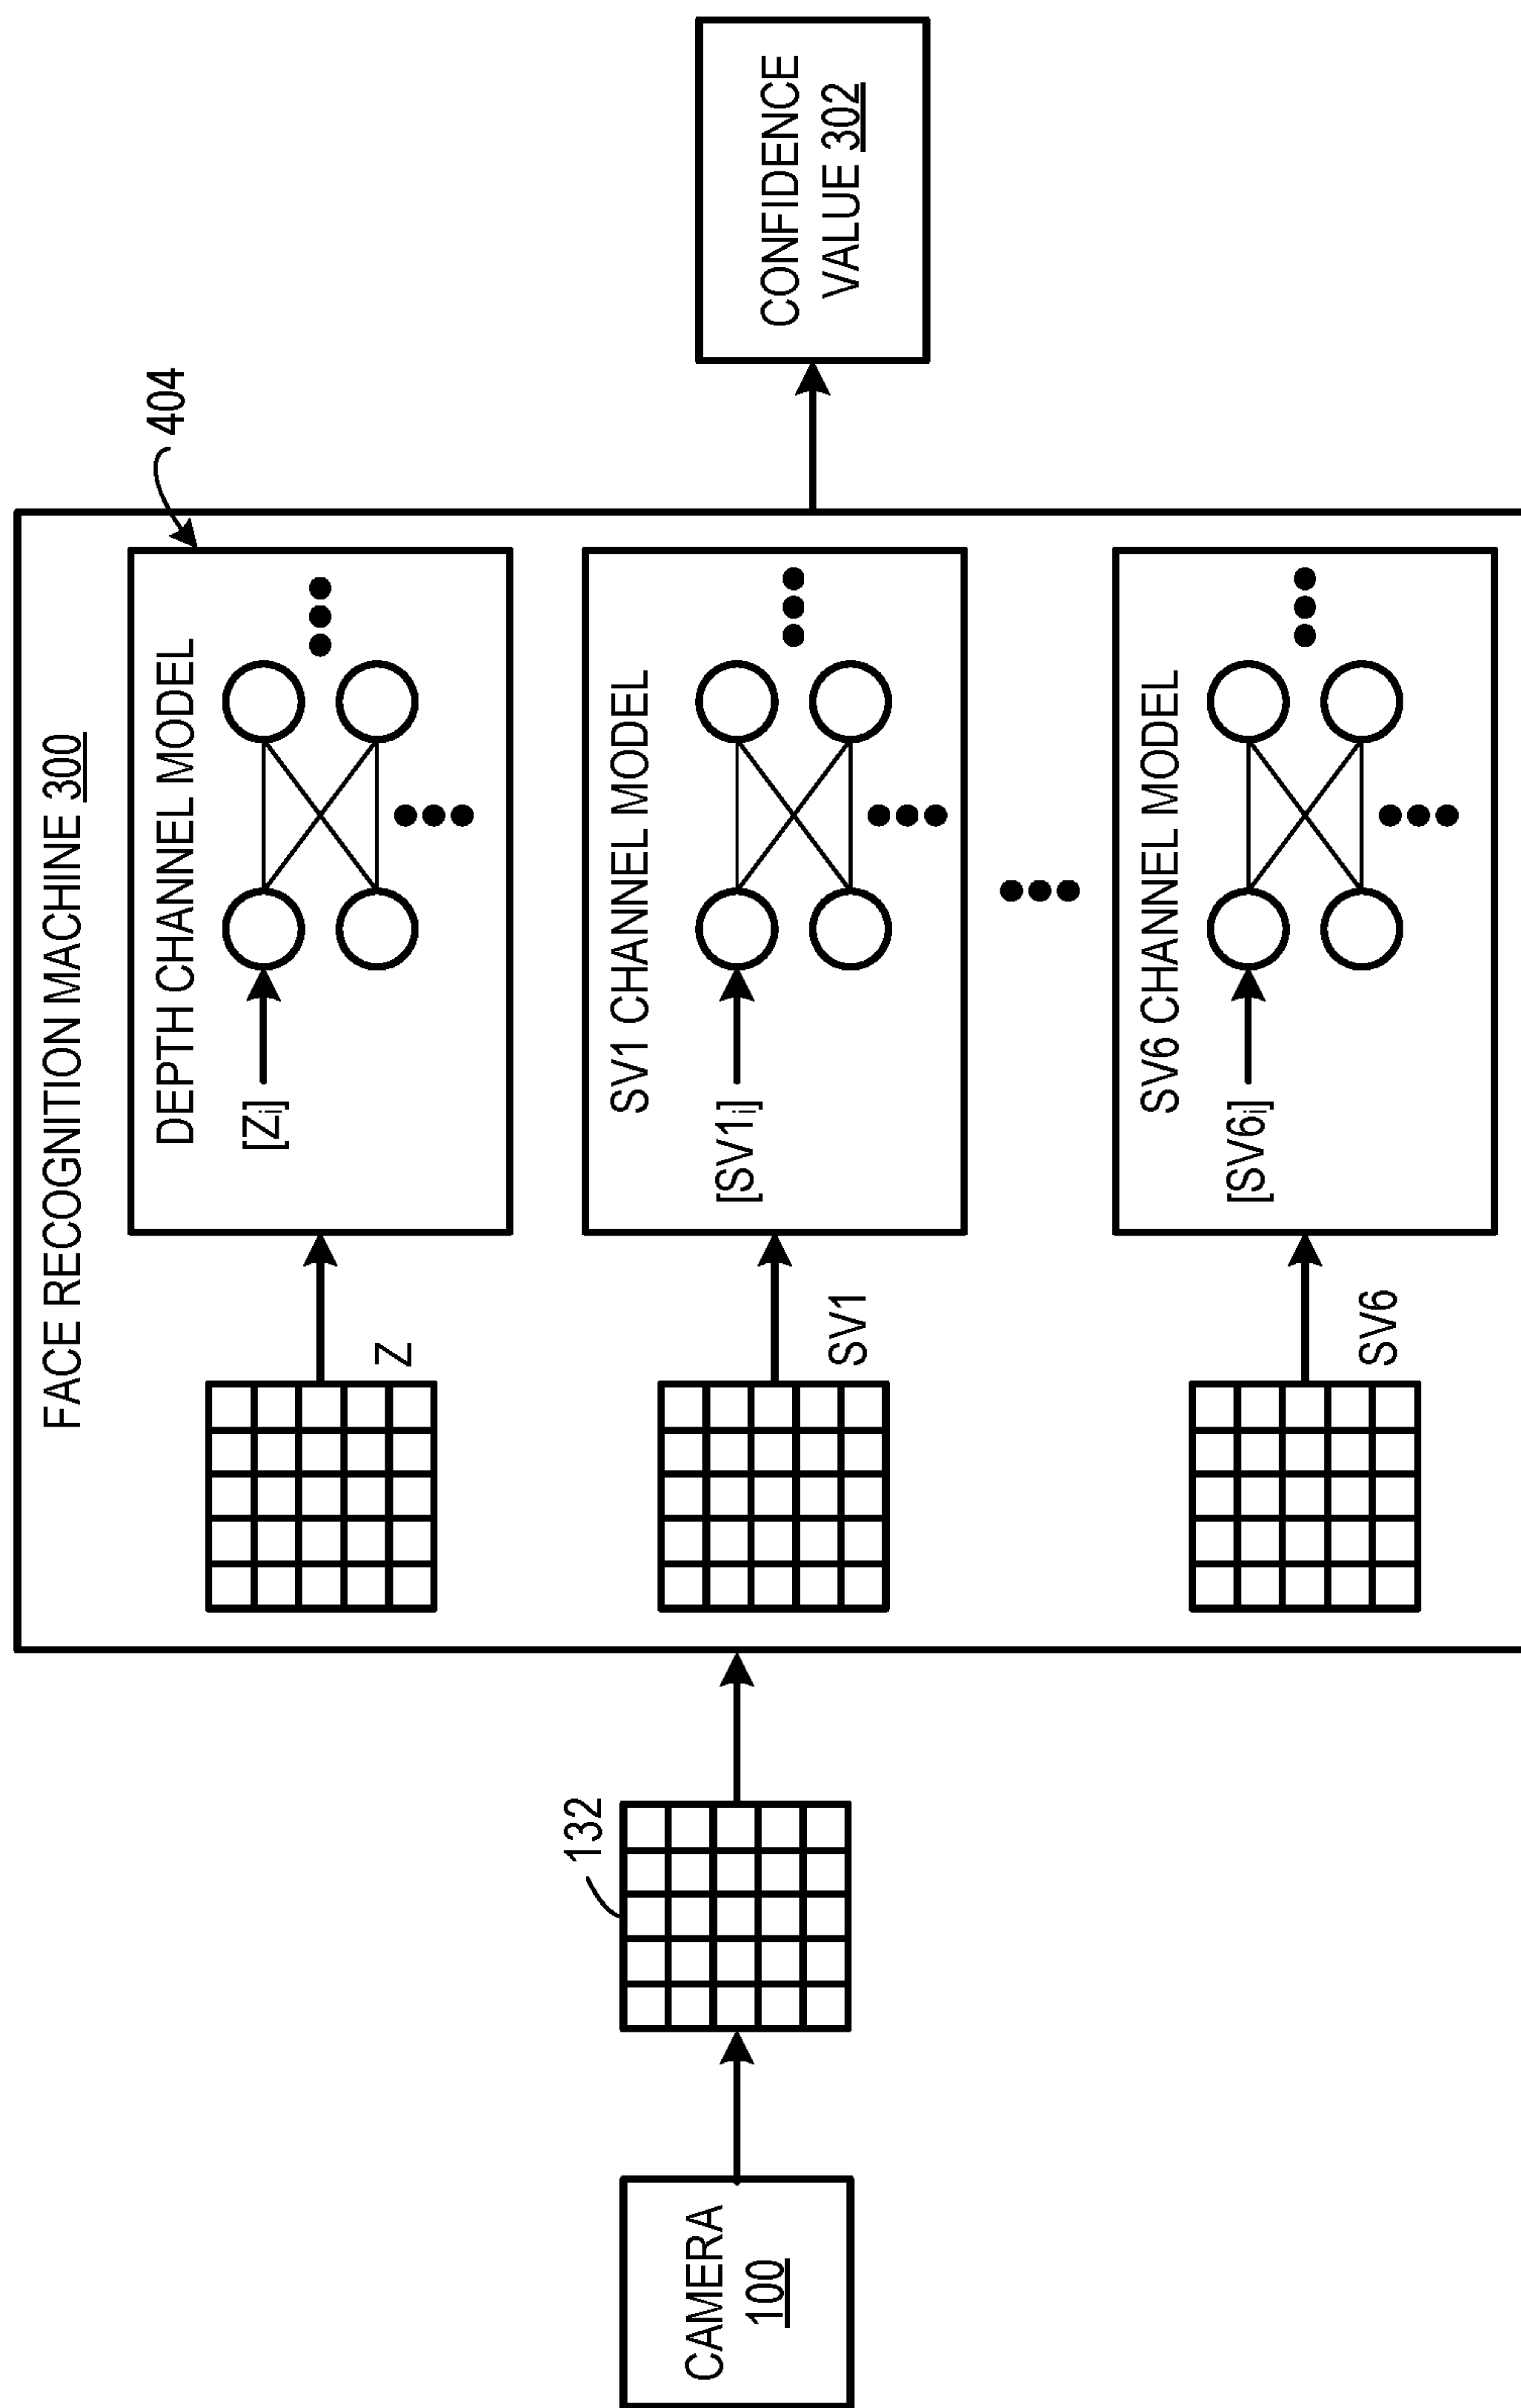 FACE RECOGNITION MACHINE 300
404
DEPTH CHANNEL MODEL
[Zi]
Z
132
CAMERA
100
SV1 CHANNEL MODEL
[SV1i]
SV1
CONFIDENCE
VALUE 302
SV6 CHANNEL MODEL
[SV6i]
SV6